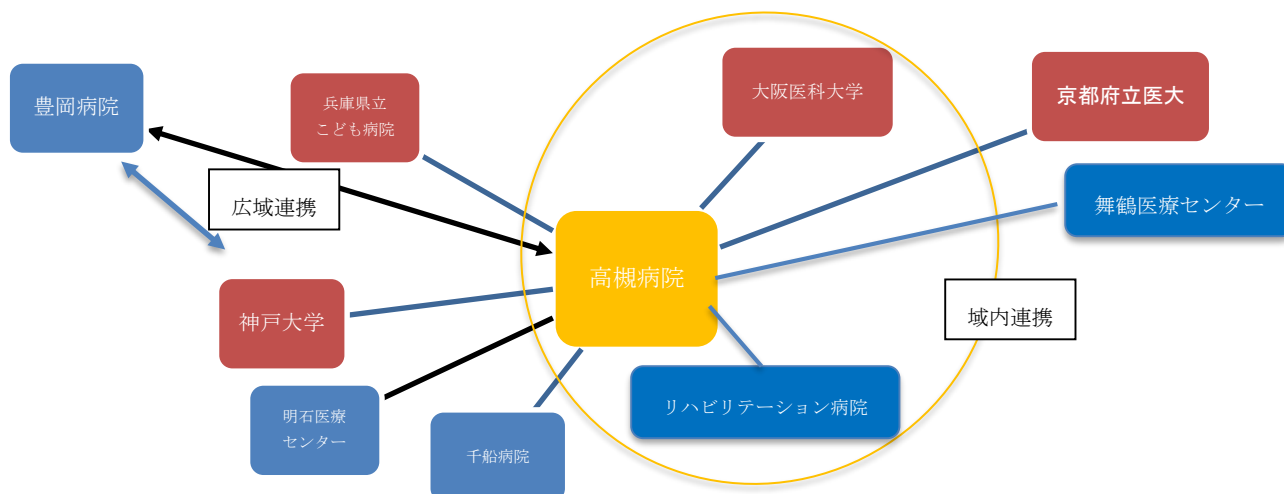 豊岡病院
兵庫県立
こども病院
大阪医科大学
京都府立医大
広域連携
舞鶴医療センター
高槻病院
神戸大学
域内連携
明石医療
センター
千船病院
リハビリテーション病院